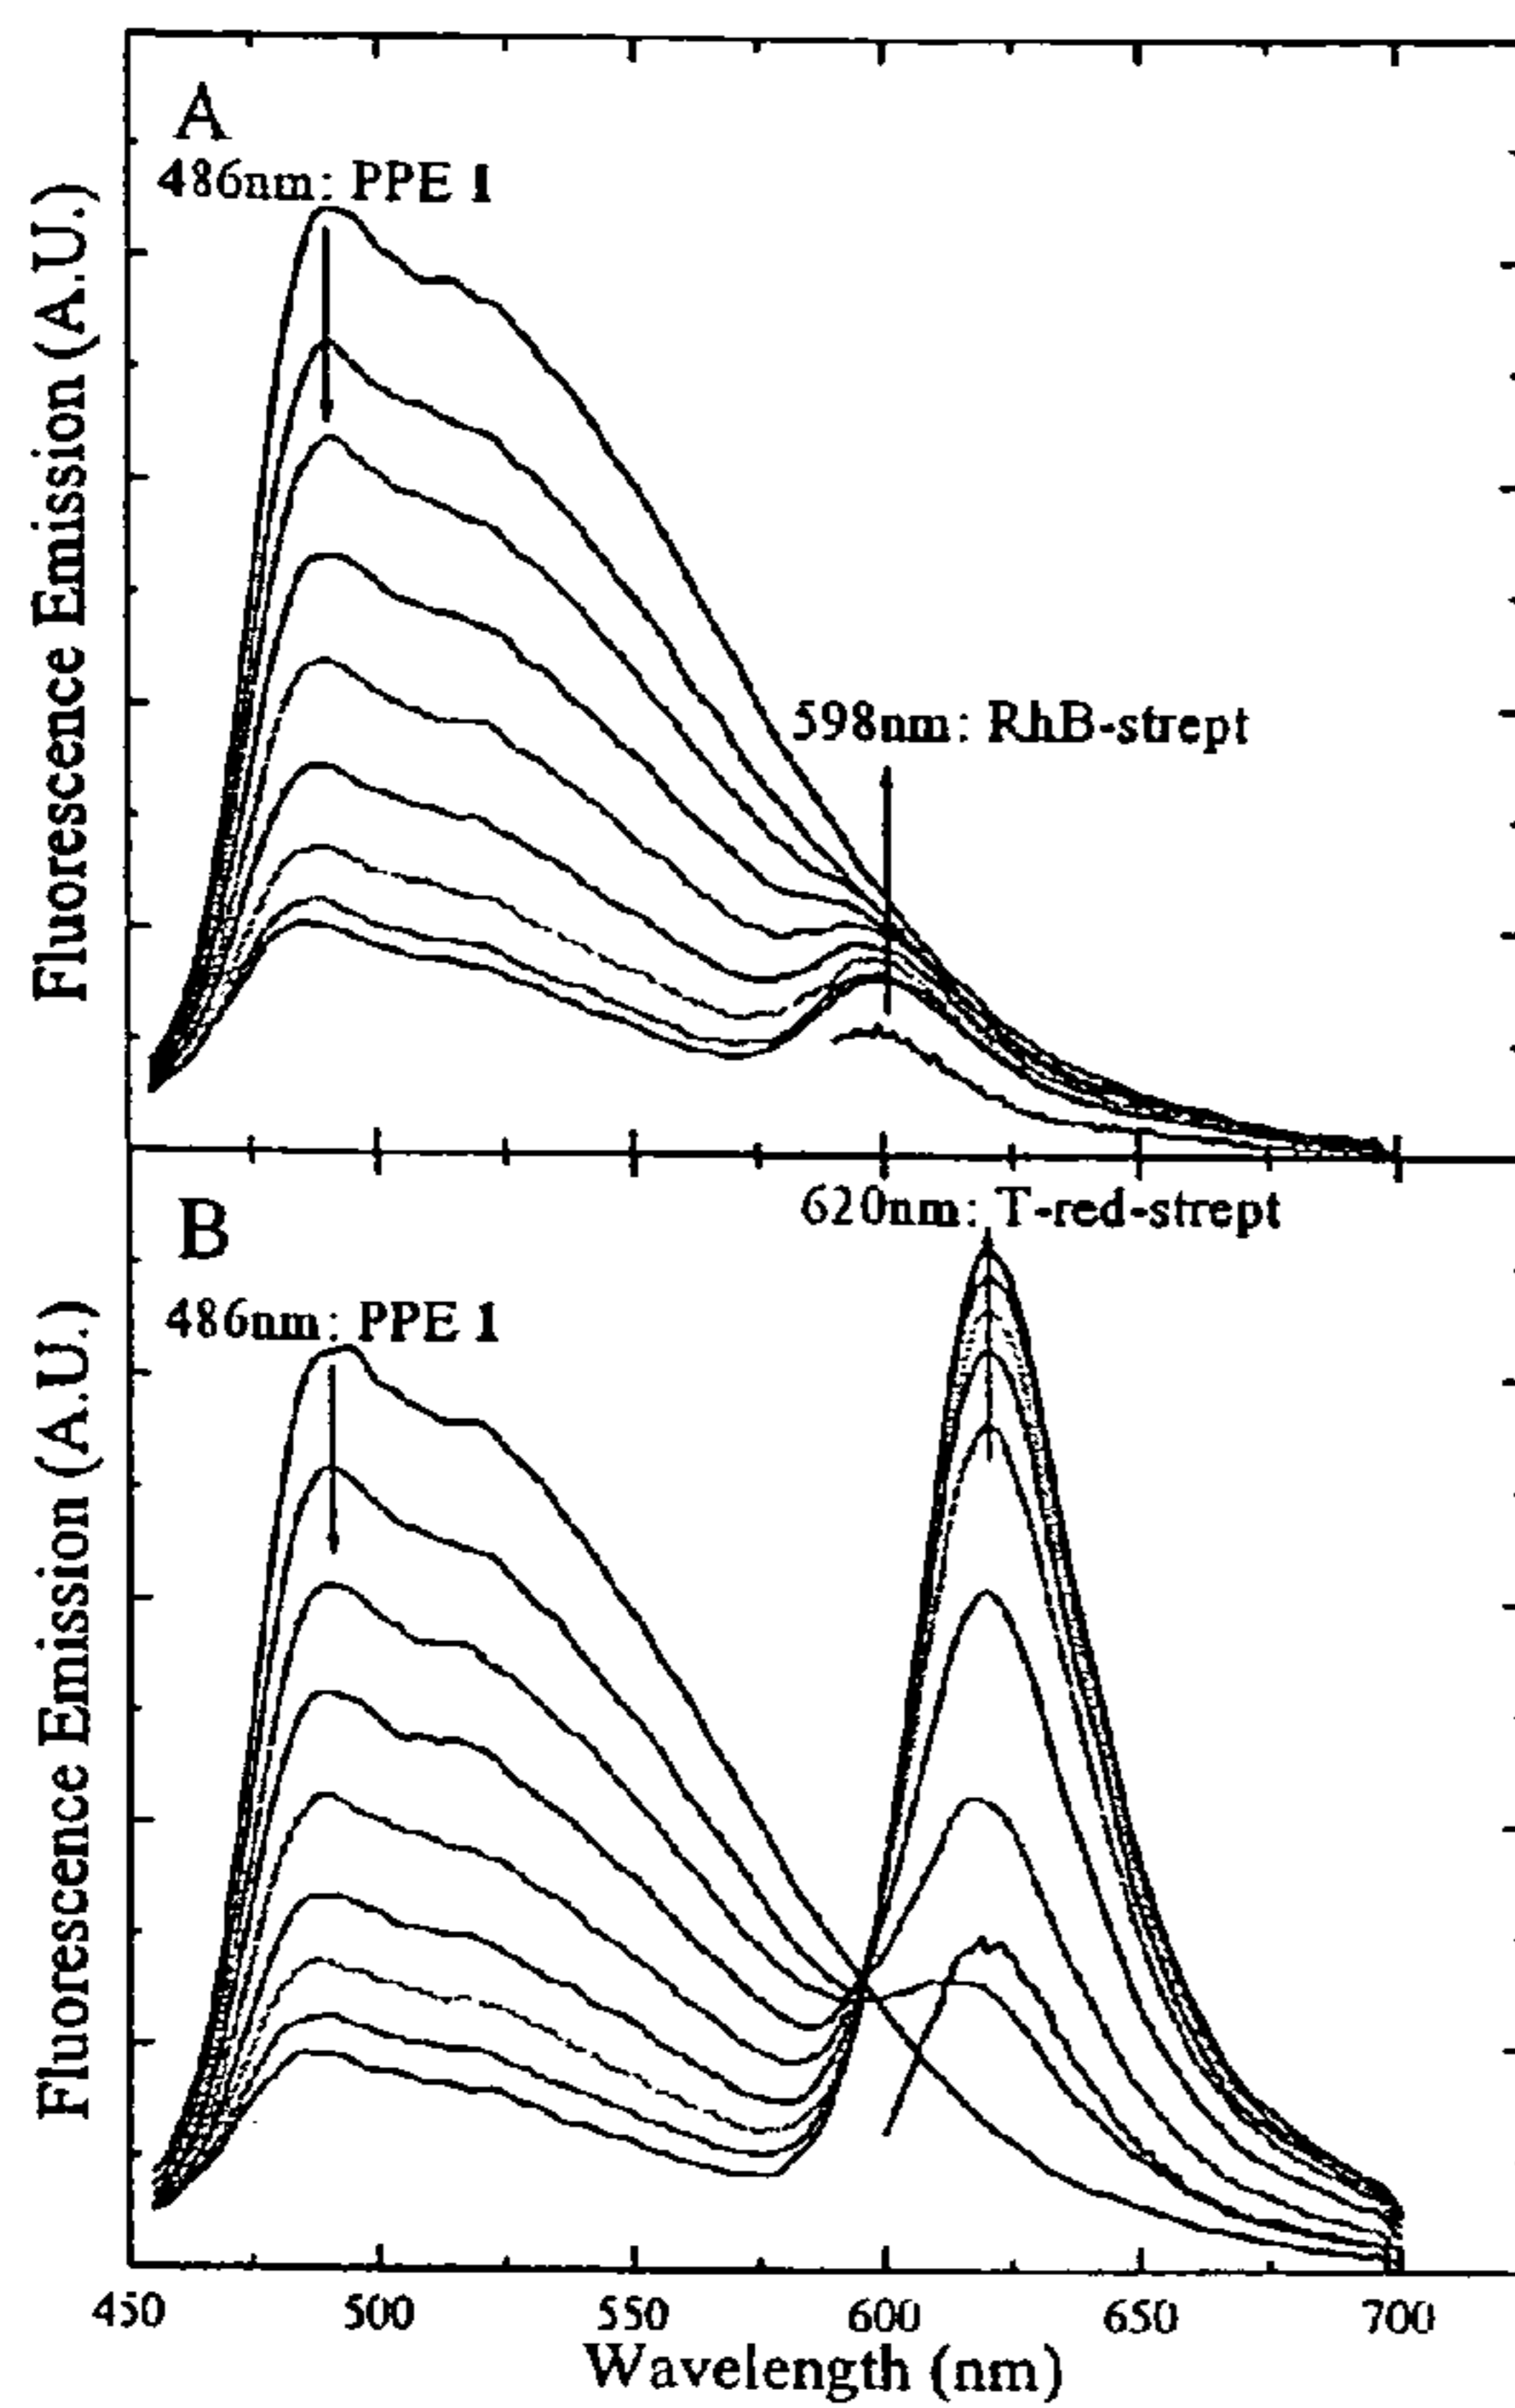 A
486nm: PPE 1
Fluorescence Emission (A.U.)
598nm: RhB-strept
620nm: T-red-strept
B
486nm: PPE 1
Fluorescence Emission (A.U.)
450 500 550 600 650 700
Wavelength (nm)